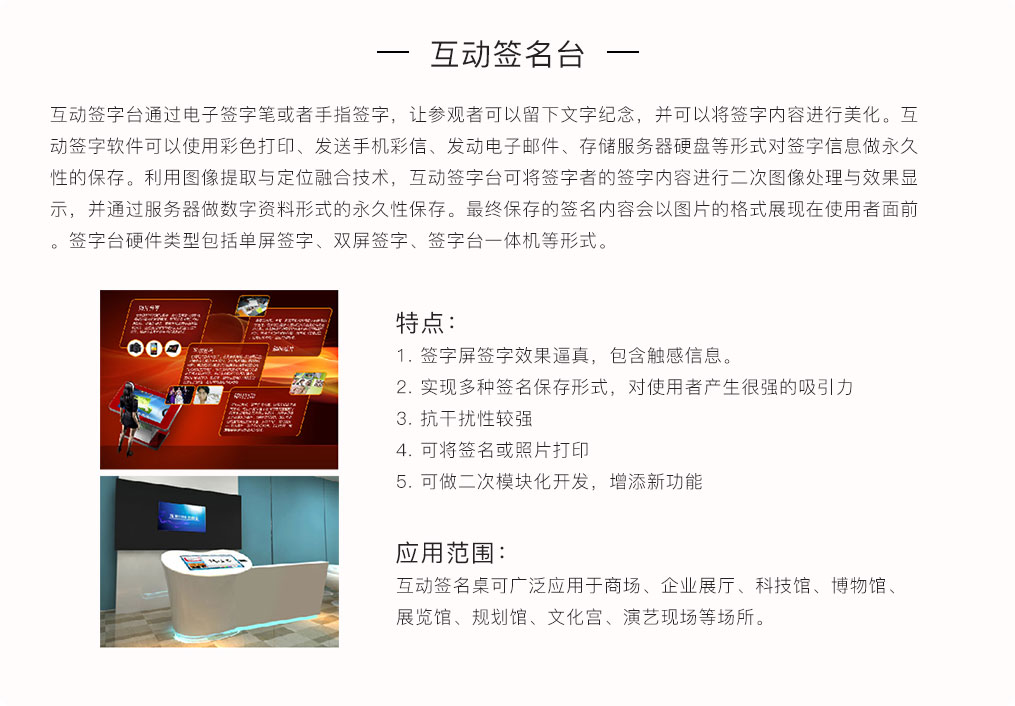 互动签名台
互动签字台通过电子签字笔或者手指签字，让参观者可以留下文字纪念，并可以将签字内容进行美化。互
动签字软件可以使用彩色打印、发送手机彩信、发动电子邮件、存储服务器硬盘等形式对签字信息做永久
性的保存。利用图像提取与定位融合技术，互动签字台可将签字者的签字内容进行二次图像处理与效果显
示，并通过服务器做数字资料形式的永久性保存。最终保存的签名内容会以图片的格式展现在使用者面前
。签字台硬件类型包括单屏签字、双屏签字、签字台一体机等形式。
特点：
1. 签字屏签字效果逼真，包含触感信息。
2. 实现多种签名保存形式，对使用者产生很强的吸引力
3. 抗干扰性较强
4. 可将签名或照片打印
5. 可做二次模块化开发，增添新功能
应用范围：
互动签名桌可广泛应用于商场、企业展厅、科技馆、博物馆、
展览馆、规划馆、文化宫、演艺现场等场所。